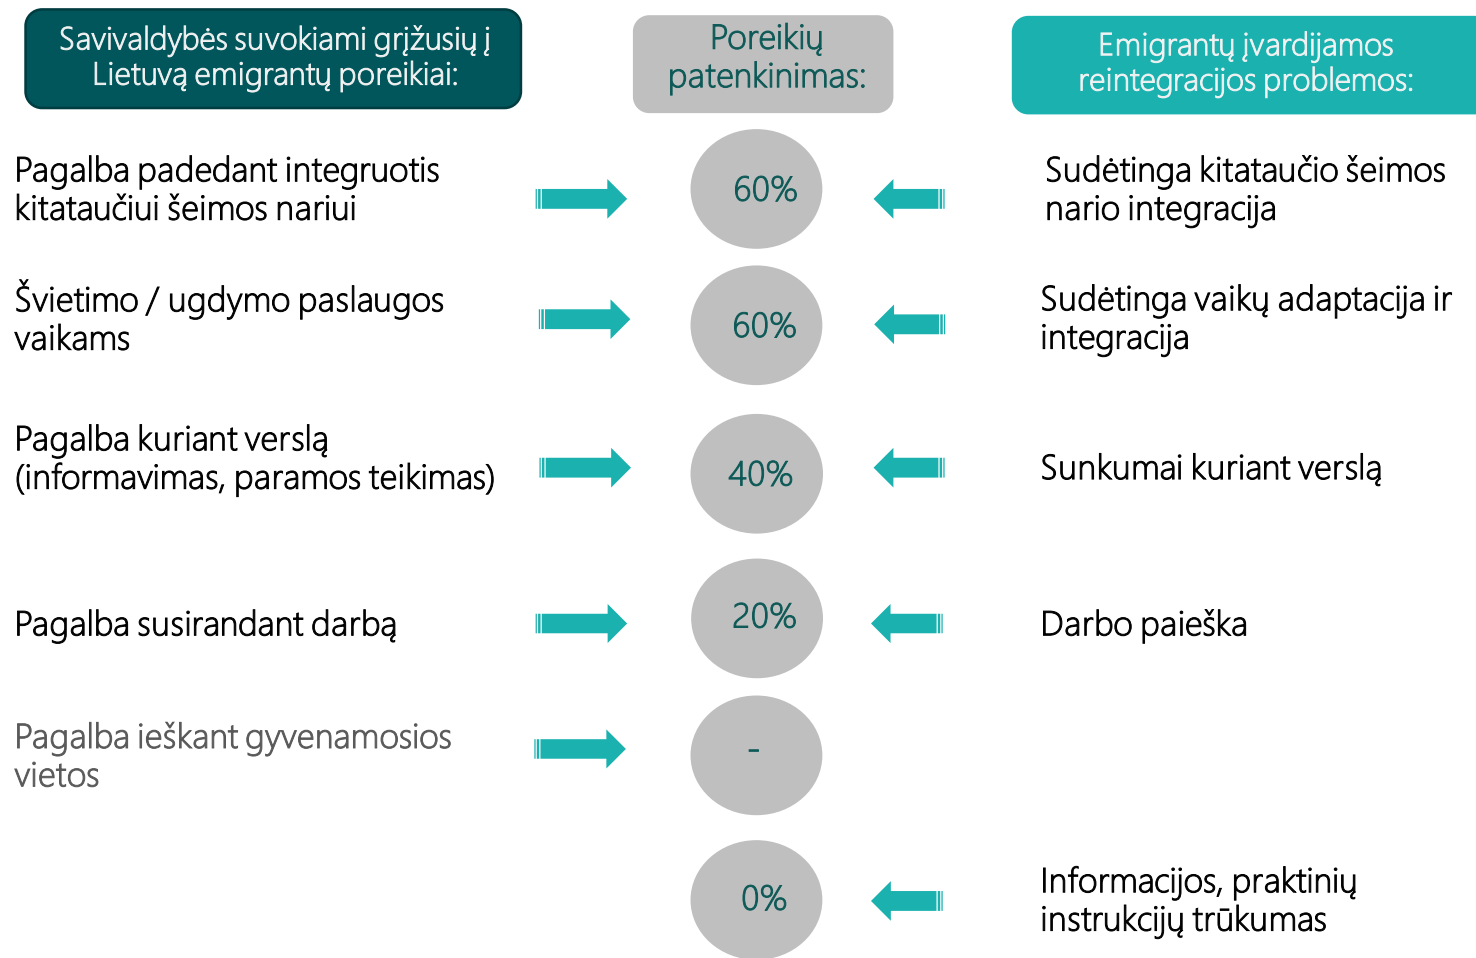 Savivaldybės suvokiami grįžusių į
Lietuvą emigrantų poreikiai:
Poreikių
patenkinimas:
Emigrantų įvardijamos
reintegracijos problemos:
Pagalba padedant integruotis
kitataučiui šeimos nariui
60%
Sudėtinga kitataučio šeimos
nario integracija
Švietimo / ugdymo paslaugos
vaikams
60%
Sudėtinga vaikų adaptacija ir
integracija
Pagalba kuriant verslą
(informavimas, paramos teikimas)
40%
Sunkumai kuriant verslą
Pagalba susirandant darbą
20%
Darbo paieška
Pagalba ieškant gyvenamosios
vietos
-
0%
Informacijos, praktinių
instrukcijų trūkumas